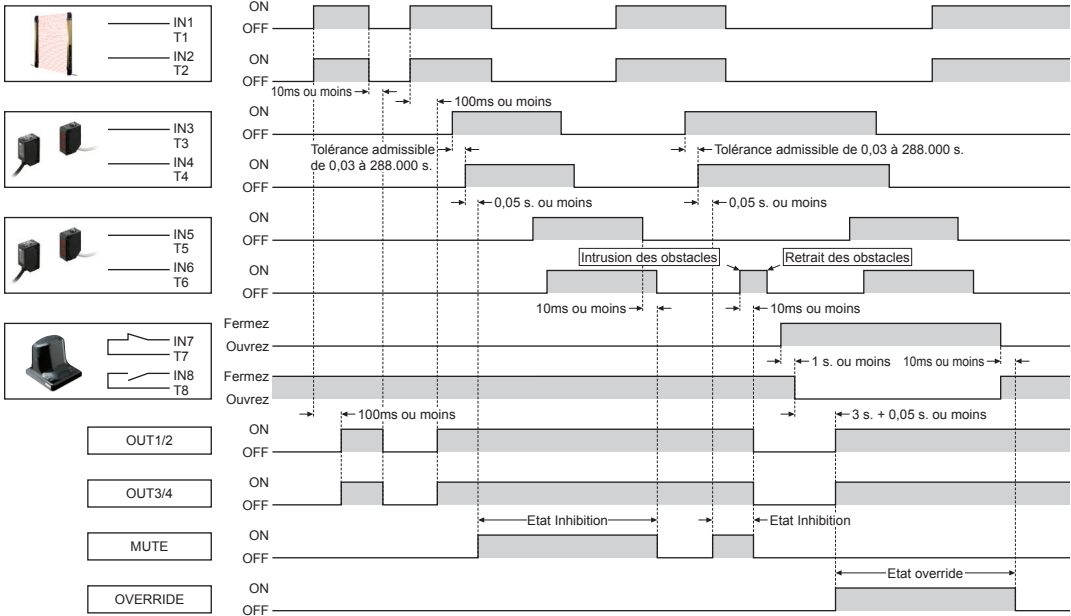 ON
IN1
OFF
T1
ON
IN2
OFF
T2
10ms ou moins
100ms ou moins
ON
IN3
OFF
T3
Tolérance admissible
de 0,03 à 288.000 s.
Tolérance admissible de 0,03 à 288.000 s.
ON
IN4
OFF
T4
0,05 s. ou moins
0,05 s. ou moins
ON
IN5
OFF
T5
Intrusion des obstacles
Retrait des obstacles
ON
IN6
OFF
T6
10ms ou moins
10ms ou moins
Fermez
IN7
Ouvrez
T7
1 s. ou moins
10ms ou moins
Fermez
IN8
Ouvrez
T8
100ms ou moins
3 s. + 0,05 s. ou moins
OUT1/2
ON
OFF
OUT3/4
ON
OFF
Etat Inhibition
Etat Inhibition
MUTE
ON
OFF
Etat override
OVERRIDE
ON
OFF